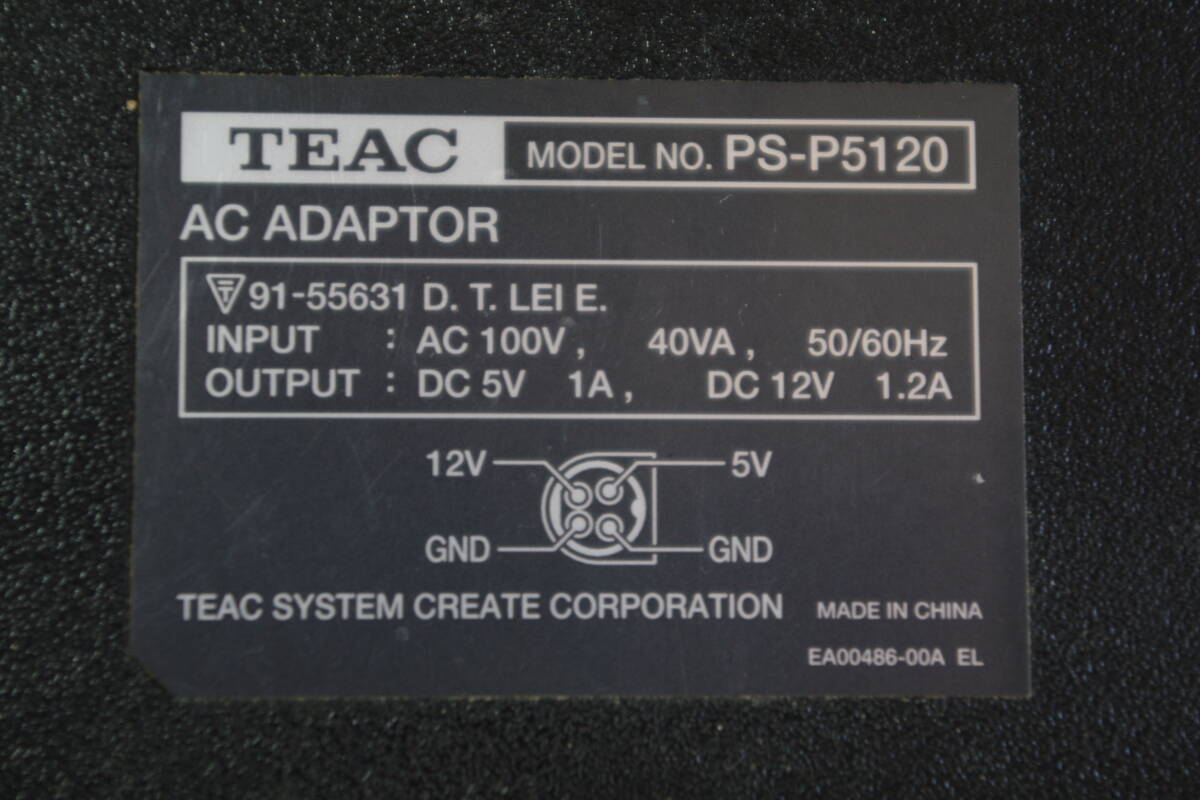 TEAC MODEL NO. PS-P5120
AC ADAPTOR
91-55631 D. T. LEI E.
INPUT : AC 100V, 40VA, 50/60Hz
OUTPUT : DC 5V 1A, DC 12V 1.2A
12V 5V
GND GND
TEAC SYSTEM CREATE CORPORATION MADE IN CHINA
EA00486-00A EL